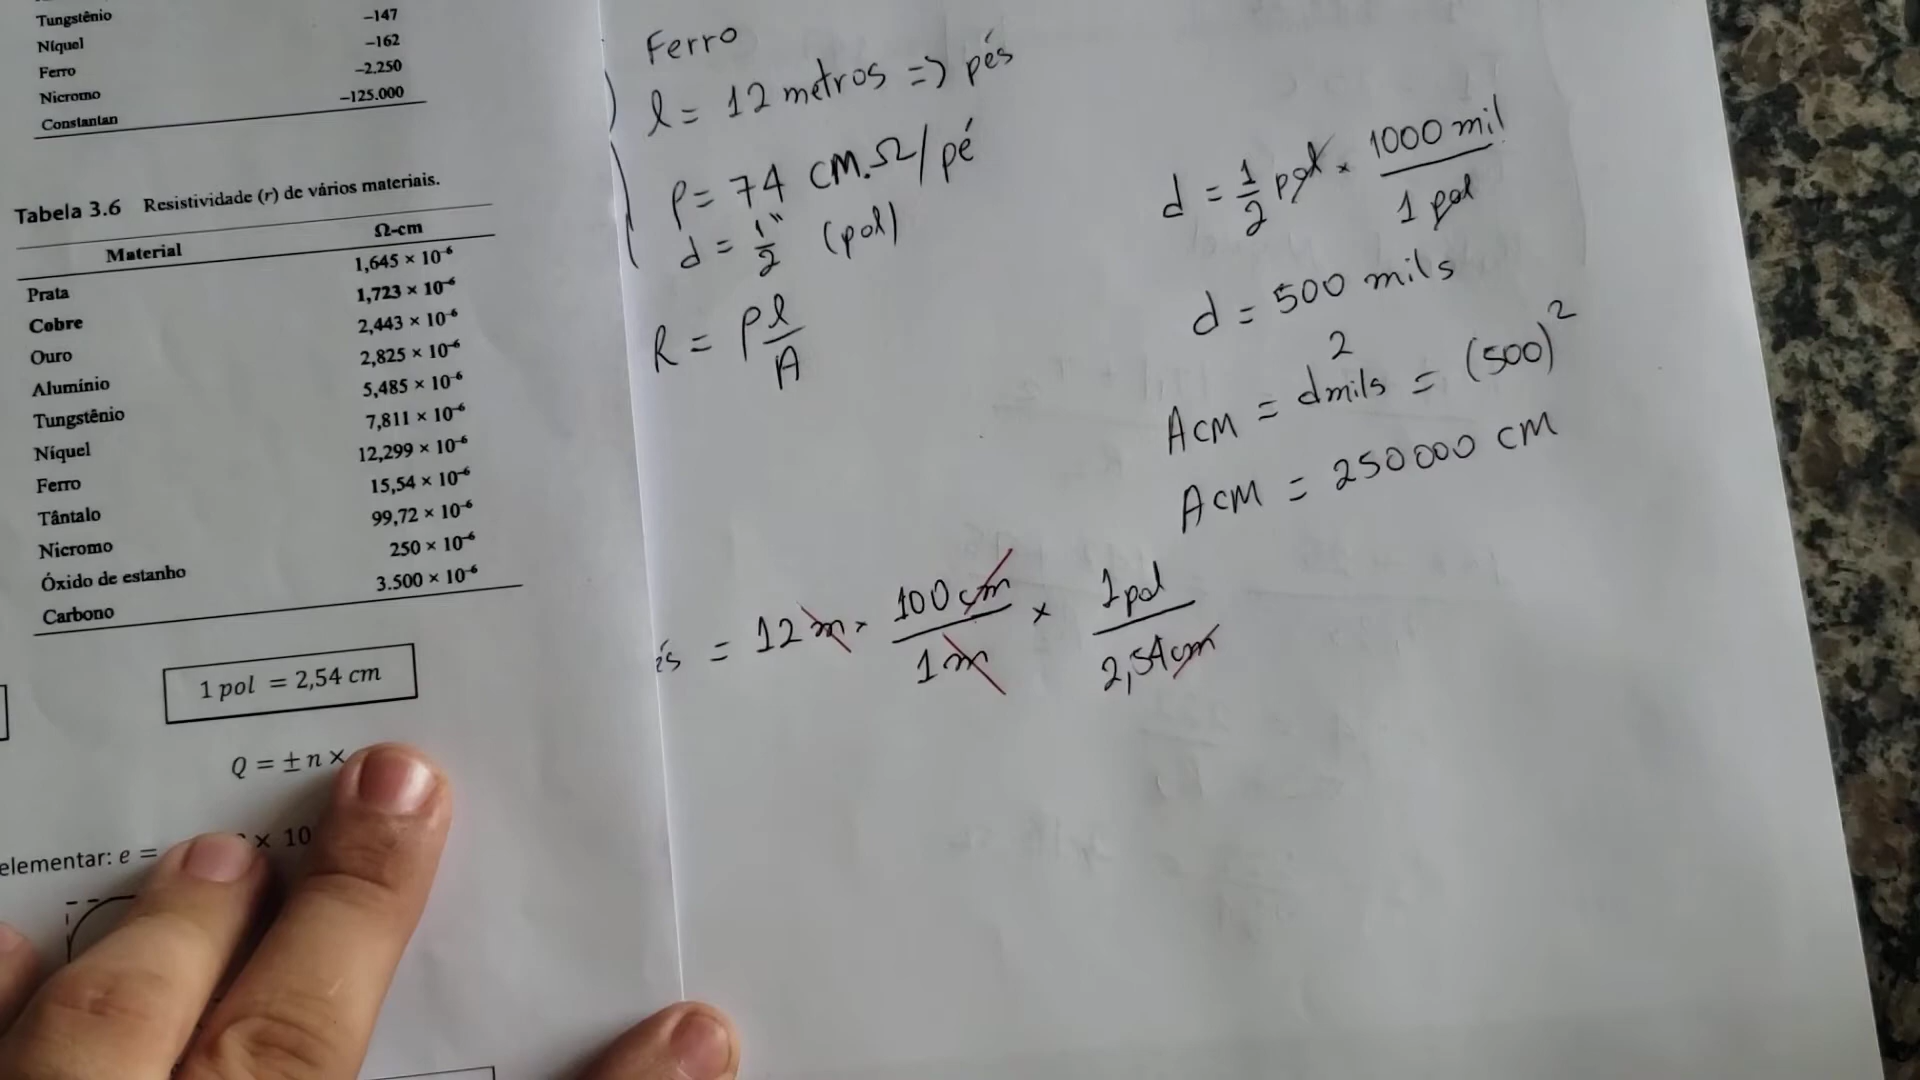 Tungstênio
Níquel
Ferro
Nicromo
Constantan
–147
–162
–2,250
–125.000
Tabela 3.6 Resistividade (r) de vários materiais.
Material Ω-cm
Prata
Cobre
Ouro
Alumínio
Tungstênio
Níquel
Ferro
Tântalo
Nicromo
Óxido de estanho
Carbono
1,645 × 10⁻⁶
1,723 × 10⁻⁶
2,443 × 10⁻⁶
2,825 × 10⁻⁶
5,485 × 10⁻⁶
7,811 × 10⁻⁶
12,299 × 10⁻⁶
15,54 × 10⁻⁶
99,72 × 10⁻⁶
250 × 10⁻⁶
3.500 × 10⁻⁶
1 pol = 2,54 cm
Q = ± n ×
elementar: e =
× 10
Ferro
l = 12 metros => pés
ρ = 74 CM.Ω/pé
d = 1/2" (pol)
R = ρ l/A
d = 1/2 pol × 1000 mil / 1 pol
d = 500 mils
ACM = d²mils = (500)²
ACM = 250000 CM
és = 12 m × 100 cm / 1 m × 1 pol / 2,54 cm